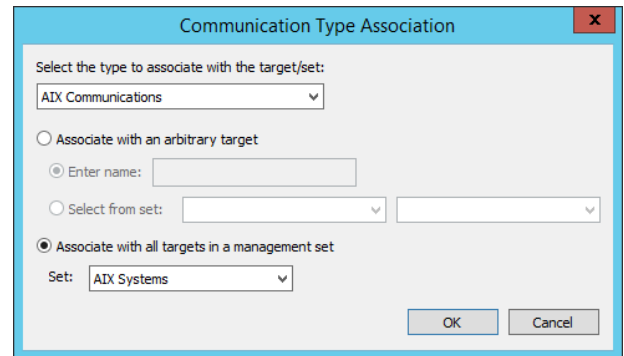 Communication Type Association
x
Select the type to associate with the target/set:
AIX Communications
Associate with an arbitrary target
Enter name:
Select from set:
Associate with all targets in a management set
Set: AIX Systems
OK Cancel